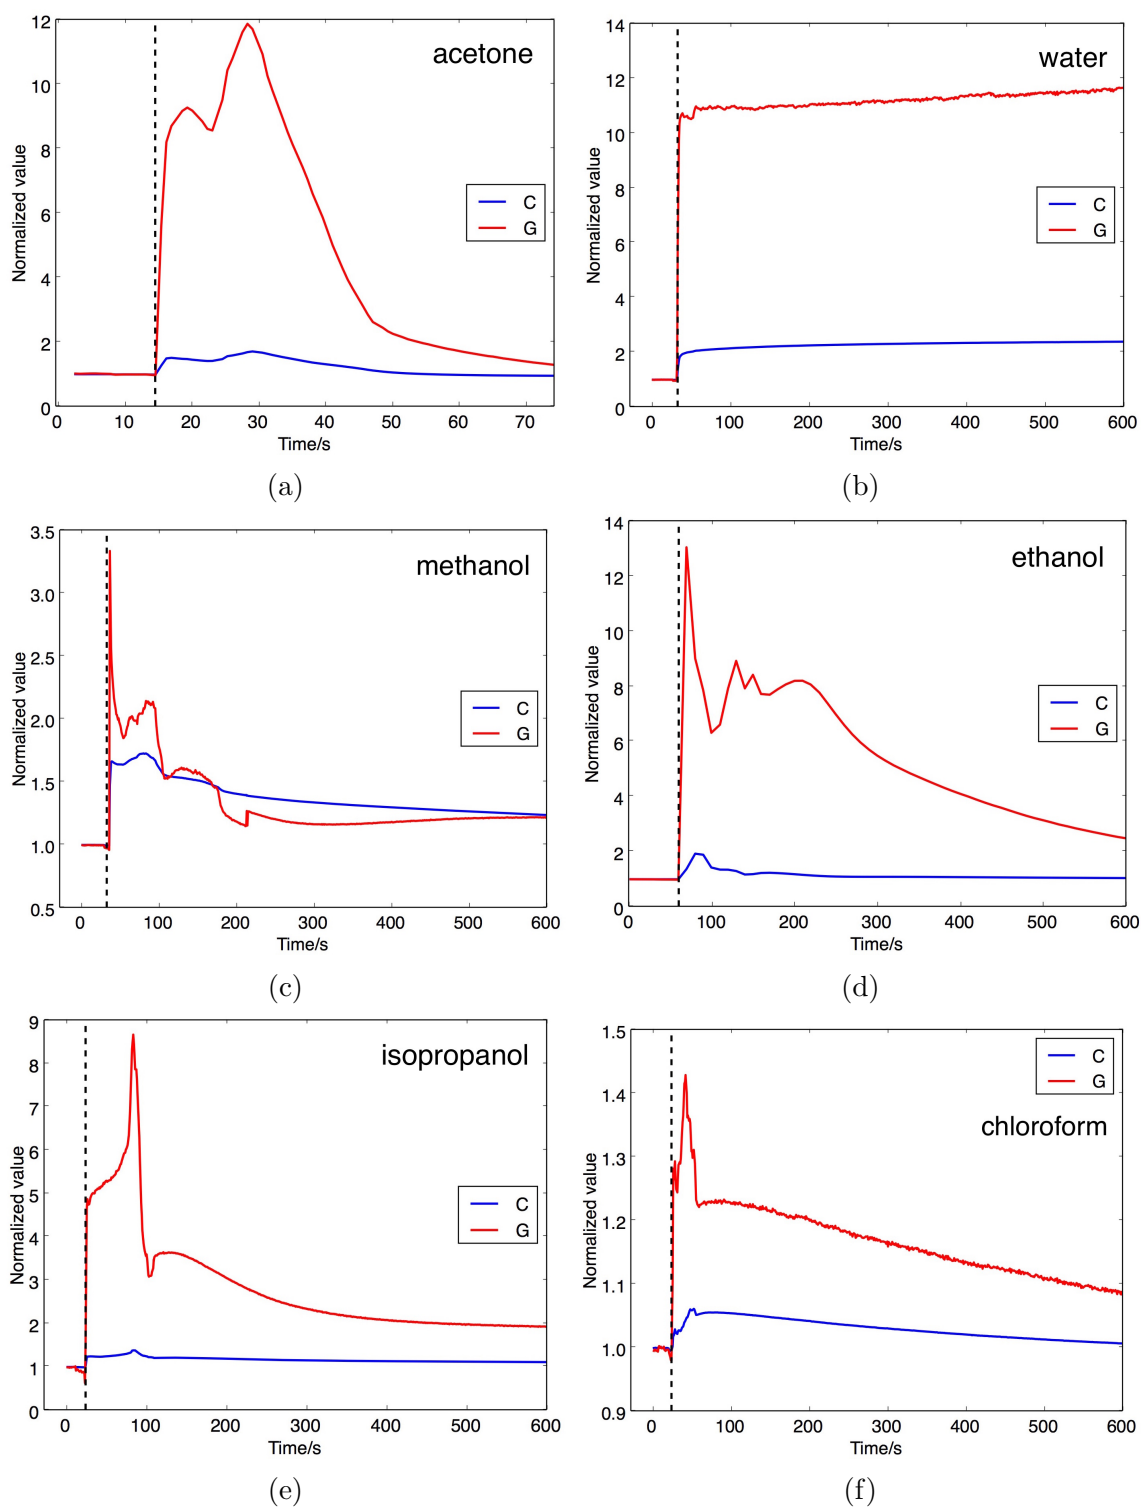 acetone
12
10
8
6
4
2
0
Normalized value
C
G
0 10 20 30 40 50 60 70
Time/s
(a)
water
14
12
10
8
6
4
2
0
Normalized value
C
G
0 100 200 300 400 500 600
Time/s
(b)
methanol
3.5
3.0
2.5
2.0
1.5
1.0
0.5
Normalized value
C
G
0 100 200 300 400 500 600
Time/s
(c)
ethanol
14
12
10
8
6
4
2
0
Normalized value
C
G
0 100 200 300 400 500 600
Time/s
(d)
isopropanol
9
8
7
6
5
4
3
2
1
0
Normalized value
C
G
0 100 200 300 400 500 600
Time/s
(e)
C
G
chloroform
1.5
1.4
1.3
1.2
1.1
1.0
0.9
Normalized value
0 100 200 300 400 500 600
Time/s
(f)